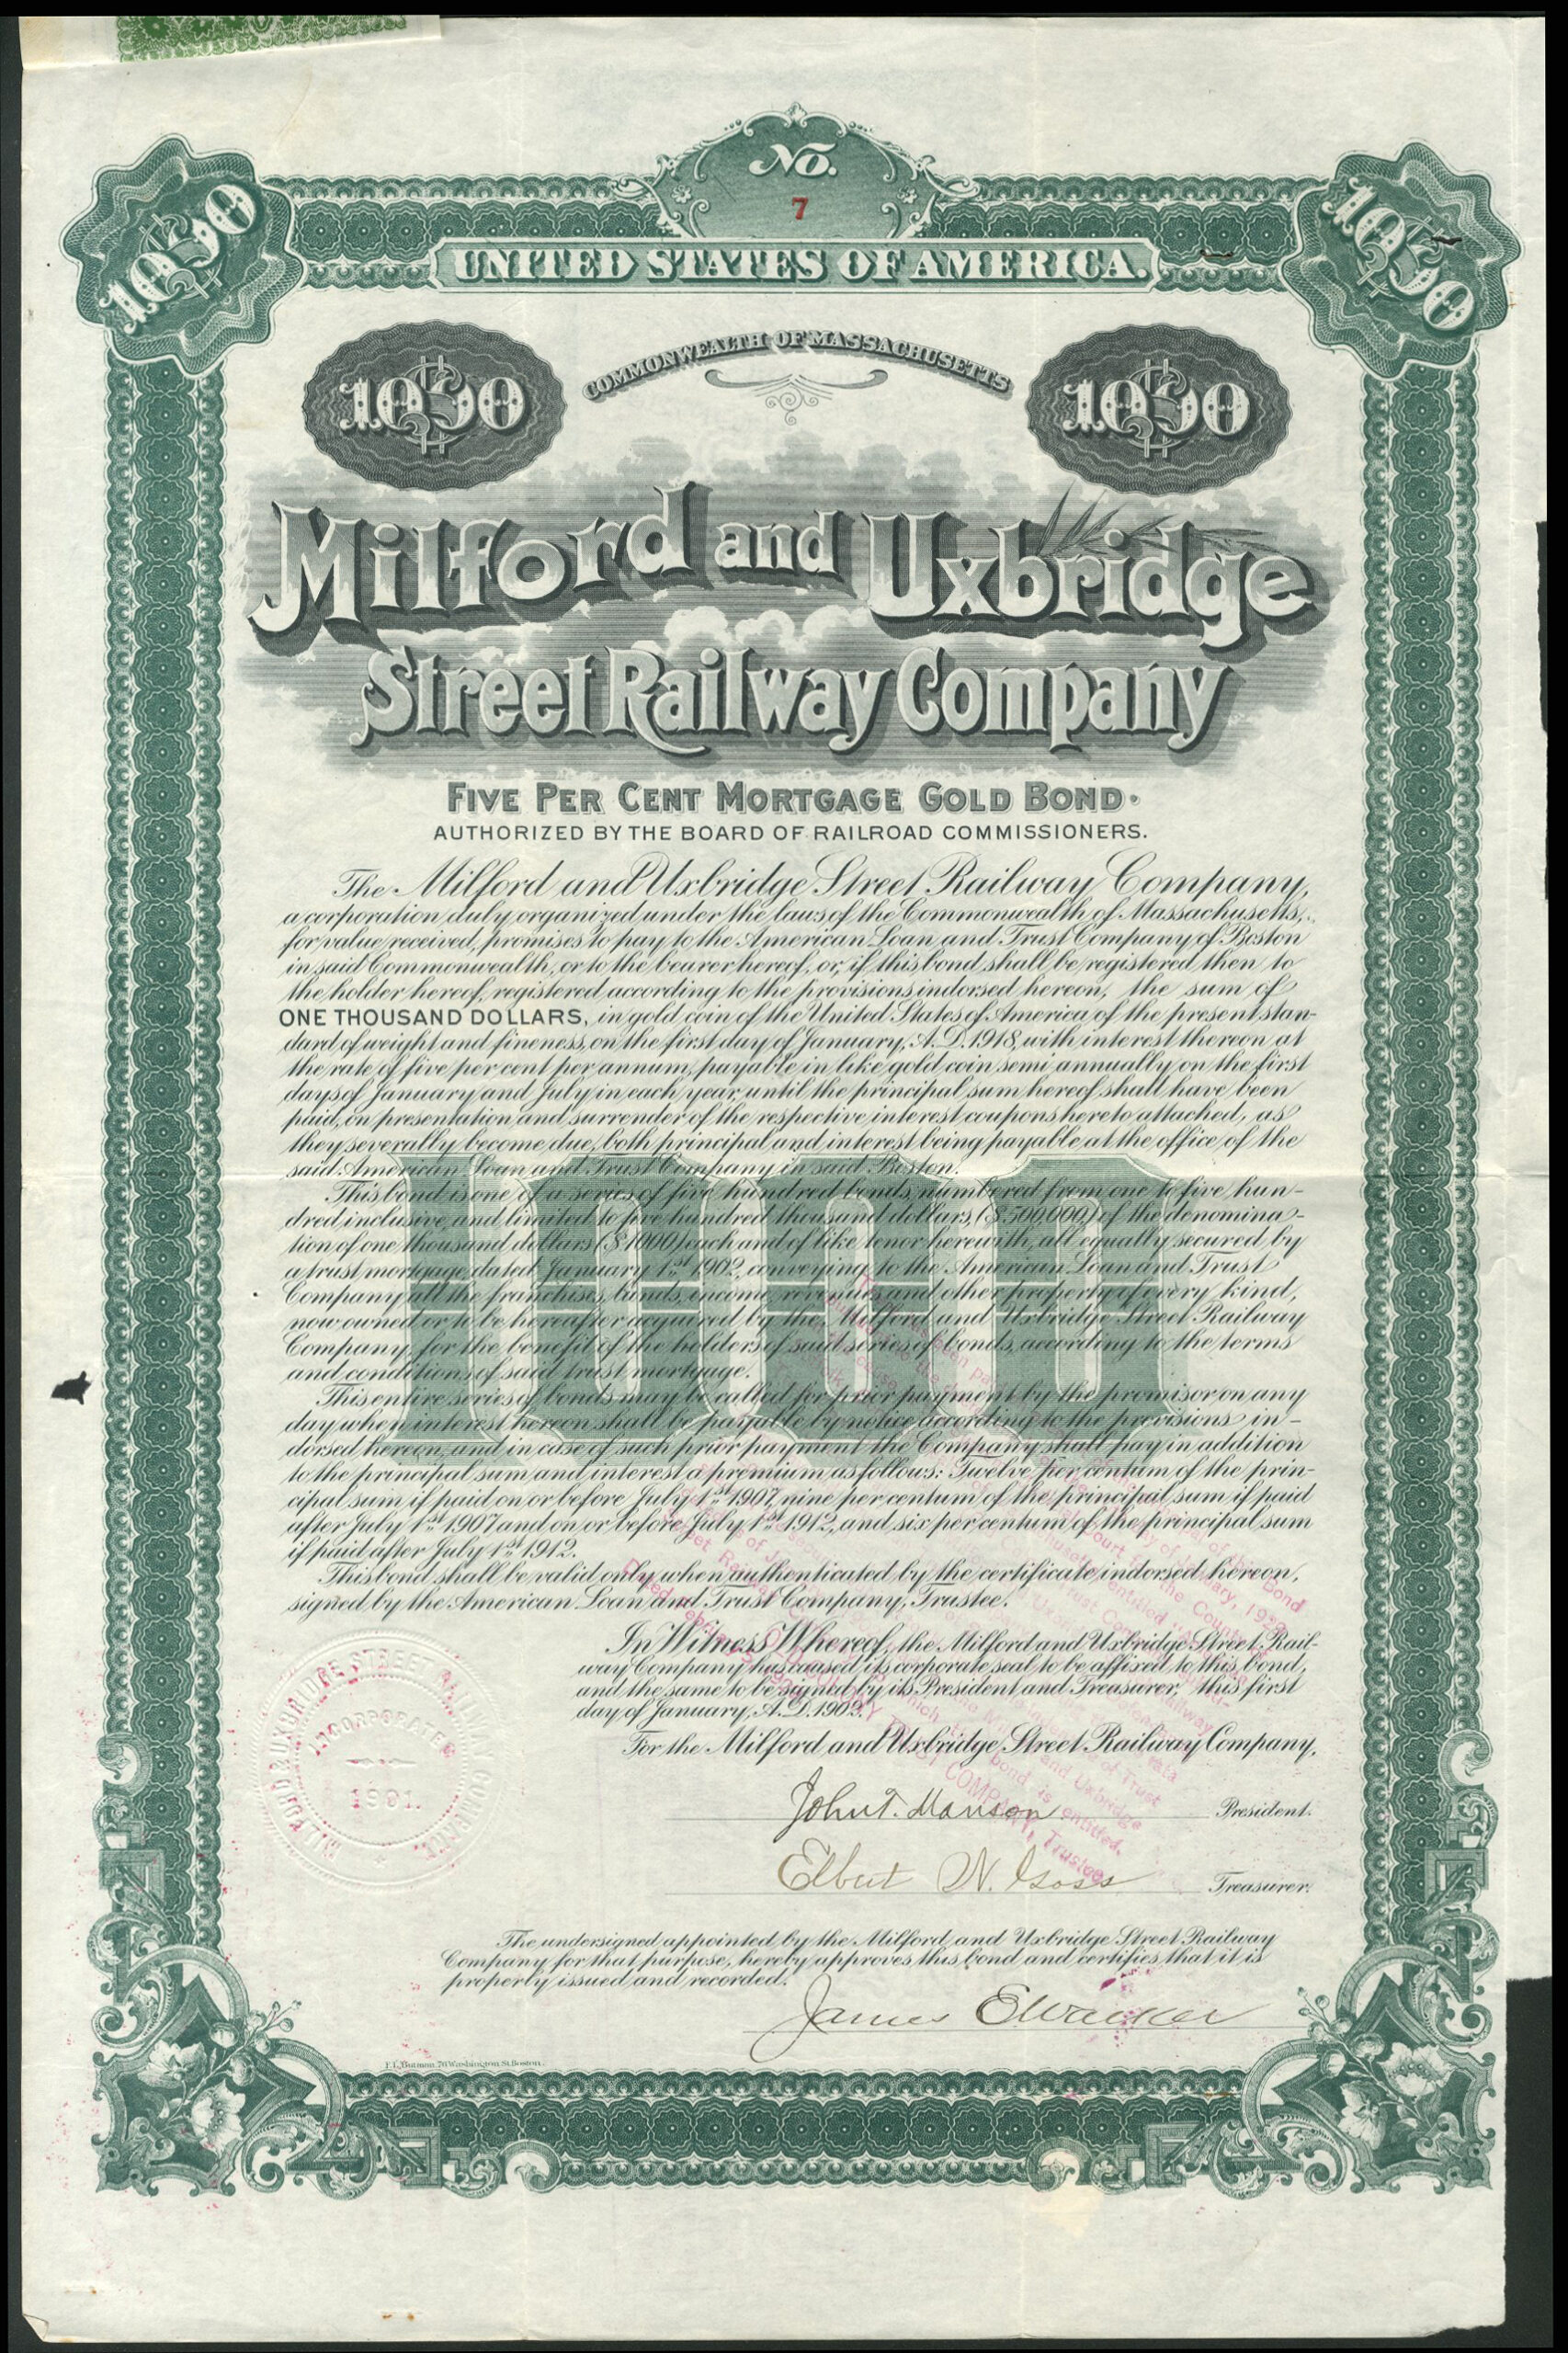 No.
7
UNITED STATES OF AMERICA.
1000 1000
COMMONWEALTH OF MASSACHUSETTS
1000 1000
Milford and Uxbridge
Street Railway Company
FIVE PER CENT MORTGAGE GOLD BOND.
AUTHORIZED BY THE BOARD OF RAILROAD COMMISSIONERS.
The Milford and Uxbridge Street Railway Company,
a corporation duly organized under the laws of the Commonwealth of Massachusetts,
for value received, promises to pay to the American Loan and Trust Company of Boston
in said Commonwealth, or to the bearer hereof, or, if this bond shall be registered then to
the holder hereof, registered according to the provisions indorsed hereon, the sum of
ONE THOUSAND DOLLARS, in gold coin of the United States of America of the present stan-
dard of weight and fineness, on the first day of January, A.D. 1918, with interest thereon at
the rate of five per cent per annum, payable in like gold coin semi annually on the first
days of January and July in each year, until the principal sum hereof shall have been
paid, on presentation and surrender of the respective interest coupons hereto attached, as
they severally become due, both principal and interest being payable at the office of the
said American Loan and Trust Company in said Boston.
This bond is one of a series of five hundred bonds, numbered from one to five hun-
dred inclusive, and limited to five hundred thousand dollars, ($500,000) of the denomina-
tion of one thousand dollars ($1000) each and of like tenor herewith, all equally secured by
a trust mortgage, dated January 1st 1902, conveying to the American Loan and Trust
Company all the franchises, lands, income, revenues and other property of every kind,
now owned or to be hereafter acquired by the Milford and Uxbridge Street Railway
Company, for the benefit of the holders of said series of bonds, according to the terms
and conditions of said trust mortgage.
This entire series of bonds may be called for prior payment by the promisor on any
day when interest hereon shall be payable by notice according to the provisions in-
dorsed hereon, and in case of such prior payment the Company shall pay in addition
to the principal sum and interest a premium as follows: Twelve per centum of the prin-
cipal sum if paid on or before July 1st 1907, nine per centum of the principal sum if paid
after July 1st 1907 and on or before July 1st 1912, and six per centum of the principal sum
if paid after July 1st 1912.
This bond shall be valid only when authenticated by the certificate indorsed hereon,
signed by the American Loan and Trust Company, Trustee.
In Witness Whereof, the Milford and Uxbridge Street Rail-
way Company has caused its corporate seal to be affixed to this bond,
and the same to be signed by its President and Treasurer, this first
day of January, A.D. 1902.
For the Milford and Uxbridge Street Railway Company,
John T. Manson President.
Elbert N. Goss Treasurer.
MILFORD & UXBRIDGE STREET RAILWAY COMPANY.
INCORPORATED
1901.
The undersigned appointed by the Milford and Uxbridge Street Railway
Company for that purpose, hereby approves this bond and certifies that it is
properly issued and recorded.
James E Walker